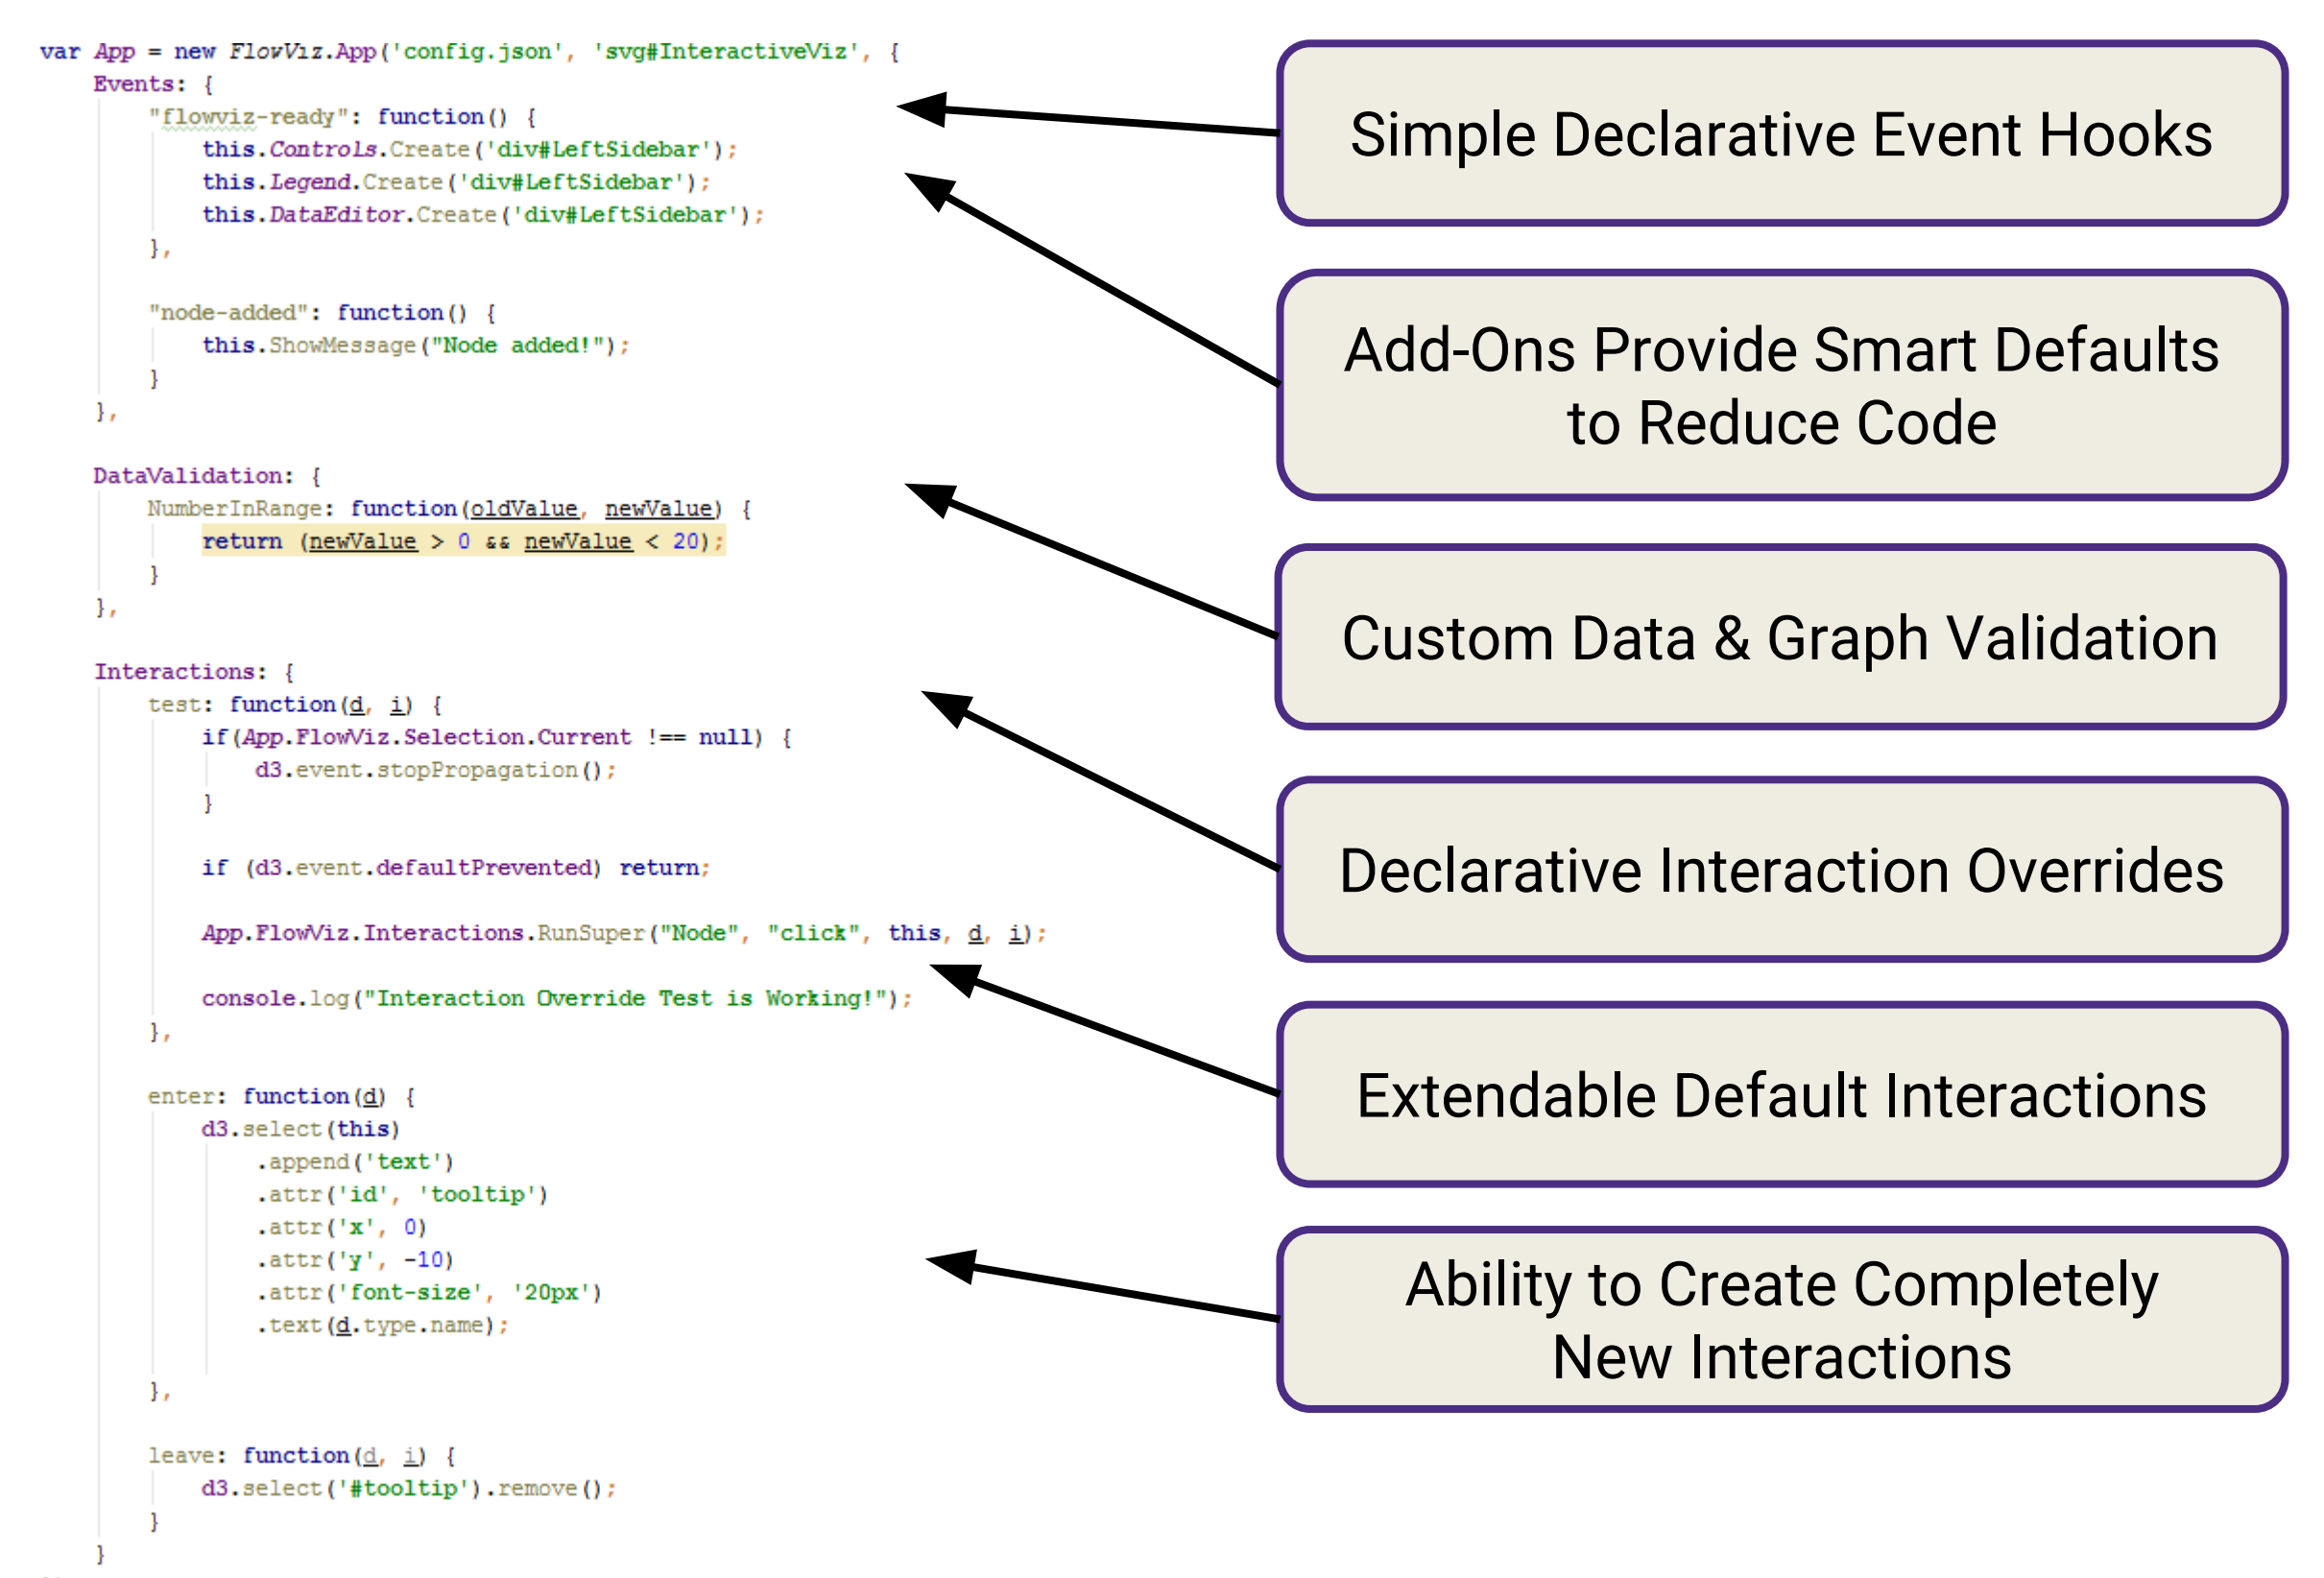 var App = new FlowViz.App('config.json', 'svg#InteractiveViz', {
Events: {
"flowviz-ready": function() {
this.Controls.Create('div#LeftSidebar');
this.Legend.Create('div#LeftSidebar');
this.DataEditor.Create('div#LeftSidebar');
},
"node-added": function() {
this.ShowMessage("Node added!");
}
},
DataValidation: {
NumberInRange: function(oldValue, newValue) {
return (newValue > 0 && newValue < 20);
}
},
Interactions: {
test: function(d, i) {
if(App.FlowViz.Selection.Current !== null) {
d3.event.stopPropagation();
}
if (d3.event.defaultPrevented) return;
App.FlowViz.Interactions.RunSuper("Node", "click", this, d, i);
console.log("Interaction Override Test is Working!");
},
enter: function(d) {
d3.select(this)
.append('text')
.attr('id', 'tooltip')
.attr('x', 0)
.attr('y', -10)
.attr('font-size', '20px')
.text(d.type.name);
},
leave: function(d, i) {
d3.select('#tooltip').remove();
}
}
Simple Declarative Event Hooks
Add-Ons Provide Smart Defaults
to Reduce Code
Custom Data & Graph Validation
Declarative Interaction Overrides
Extendable Default Interactions
Ability to Create Completely
New Interactions